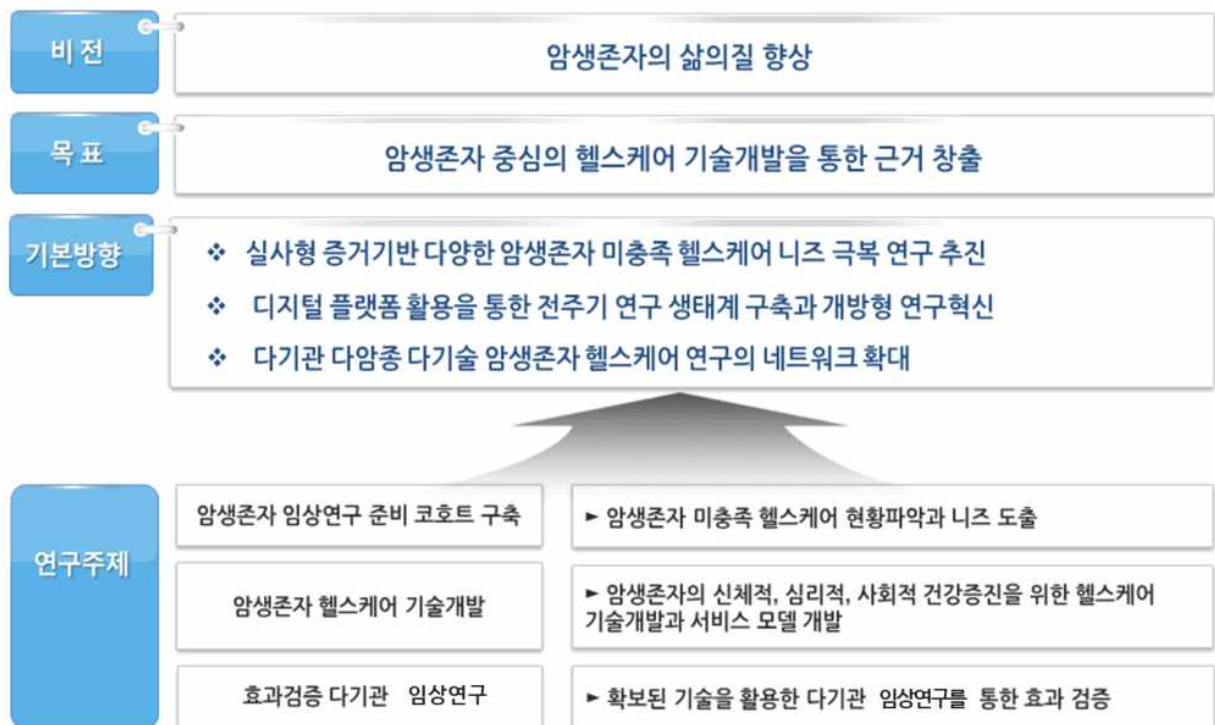 비 전
암생존자의 삶의질 향상
목 표
암생존자 중심의 헬스케어 기술개발을 통한 근거 창출
기본방향
❖ 실사형 증거기반 다양한 암생존자 미충족 헬스케어 니즈 극복 연구 추진
❖ 디지털 플랫폼 활용을 통한 전주기 연구 생태계 구축과 개방형 연구혁신
❖ 다기관 다암종 다기술 암생존자 헬스케어 연구의 네트워크 확대
연구주제
암생존자 임상연구 준비 코호트 구축
► 암생존자 미충족 헬스케어 현황파악과 니즈 도출
암생존자 헬스케어 기술개발
► 암생존자의 신체적, 심리적, 사회적 건강증진을 위한 헬스케어
기술개발과 서비스 모델 개발
효과검증 다기관 임상연구
► 확보된 기술을 활용한 다기관 임상연구를 통한 효과 검증